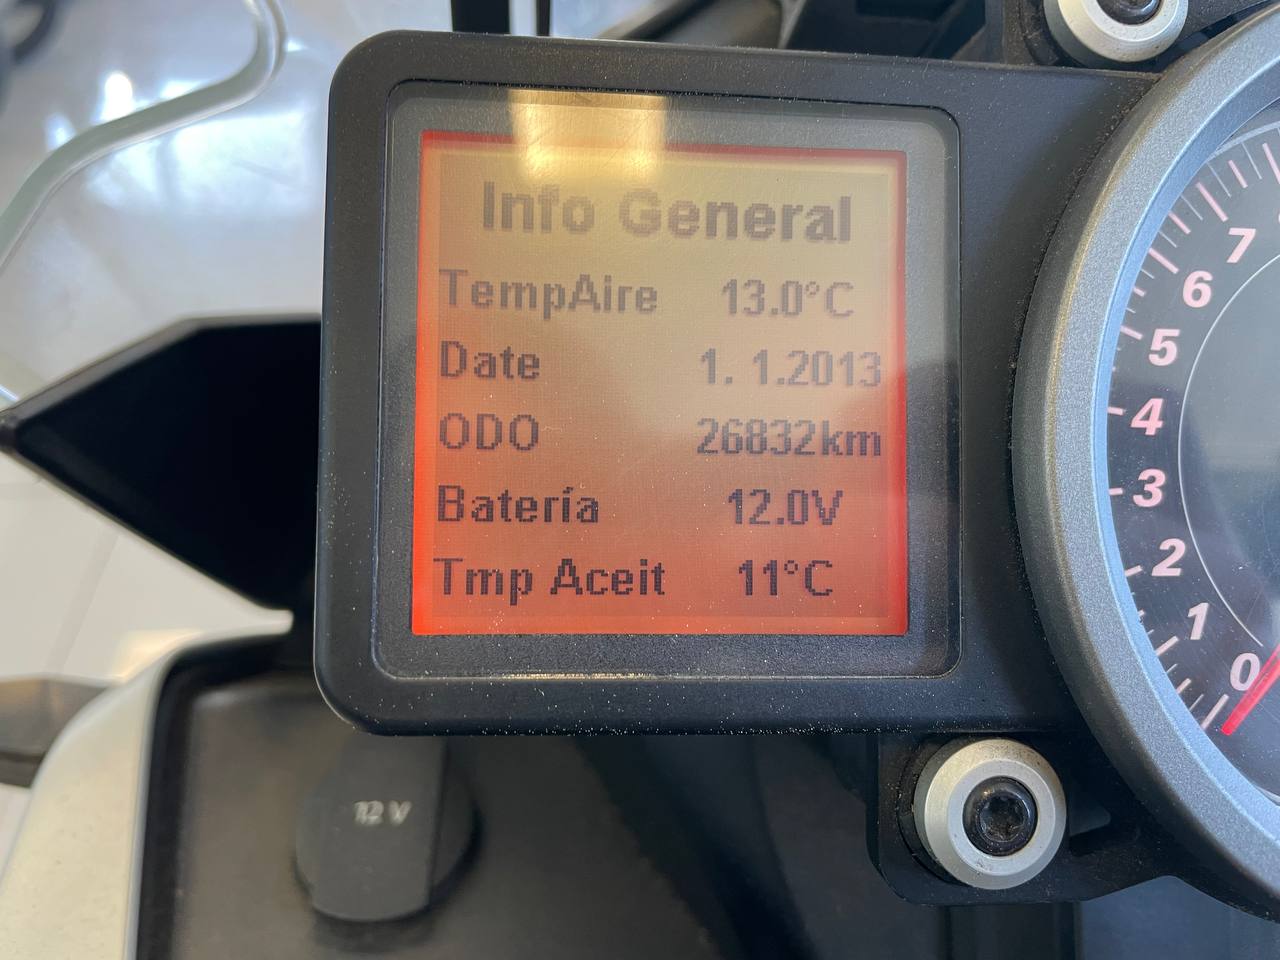 Info General
TempAire 13.0°C
Date 1. 1.2013
ODO 26832km
Batería 12.0V
Tmp Aceit 11°C
7
6
5
4
3
2
1
0
12 V